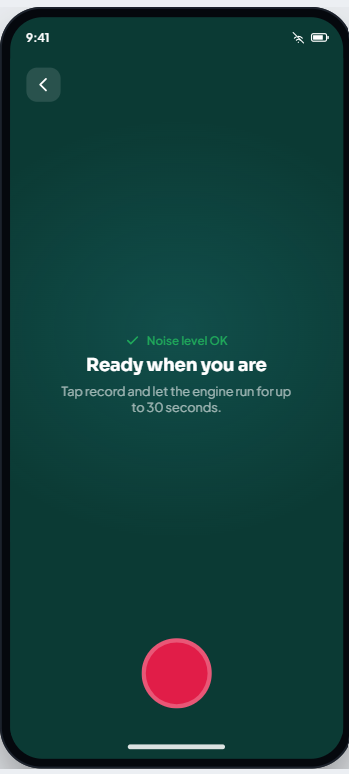 9:41
Noise level OK
Ready when you are
Tap record and let the engine run for up
to 30 seconds.